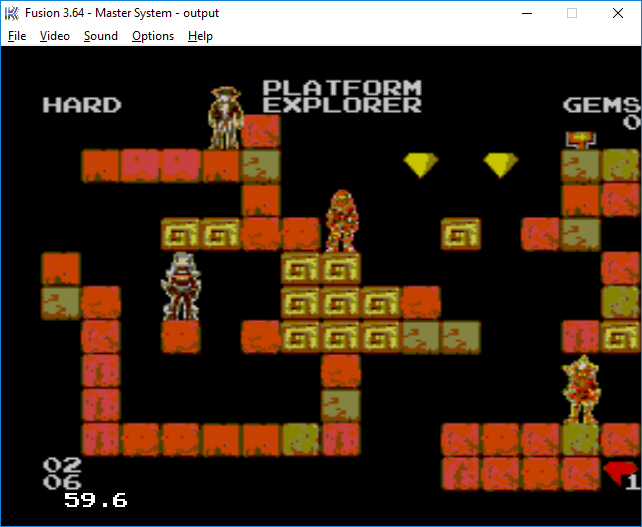 Fusion 3.64 - Master System - output
File Video Sound Options Help
PLATFORM
HARD EXPLORER GEMS
0
02
06
1
59.6